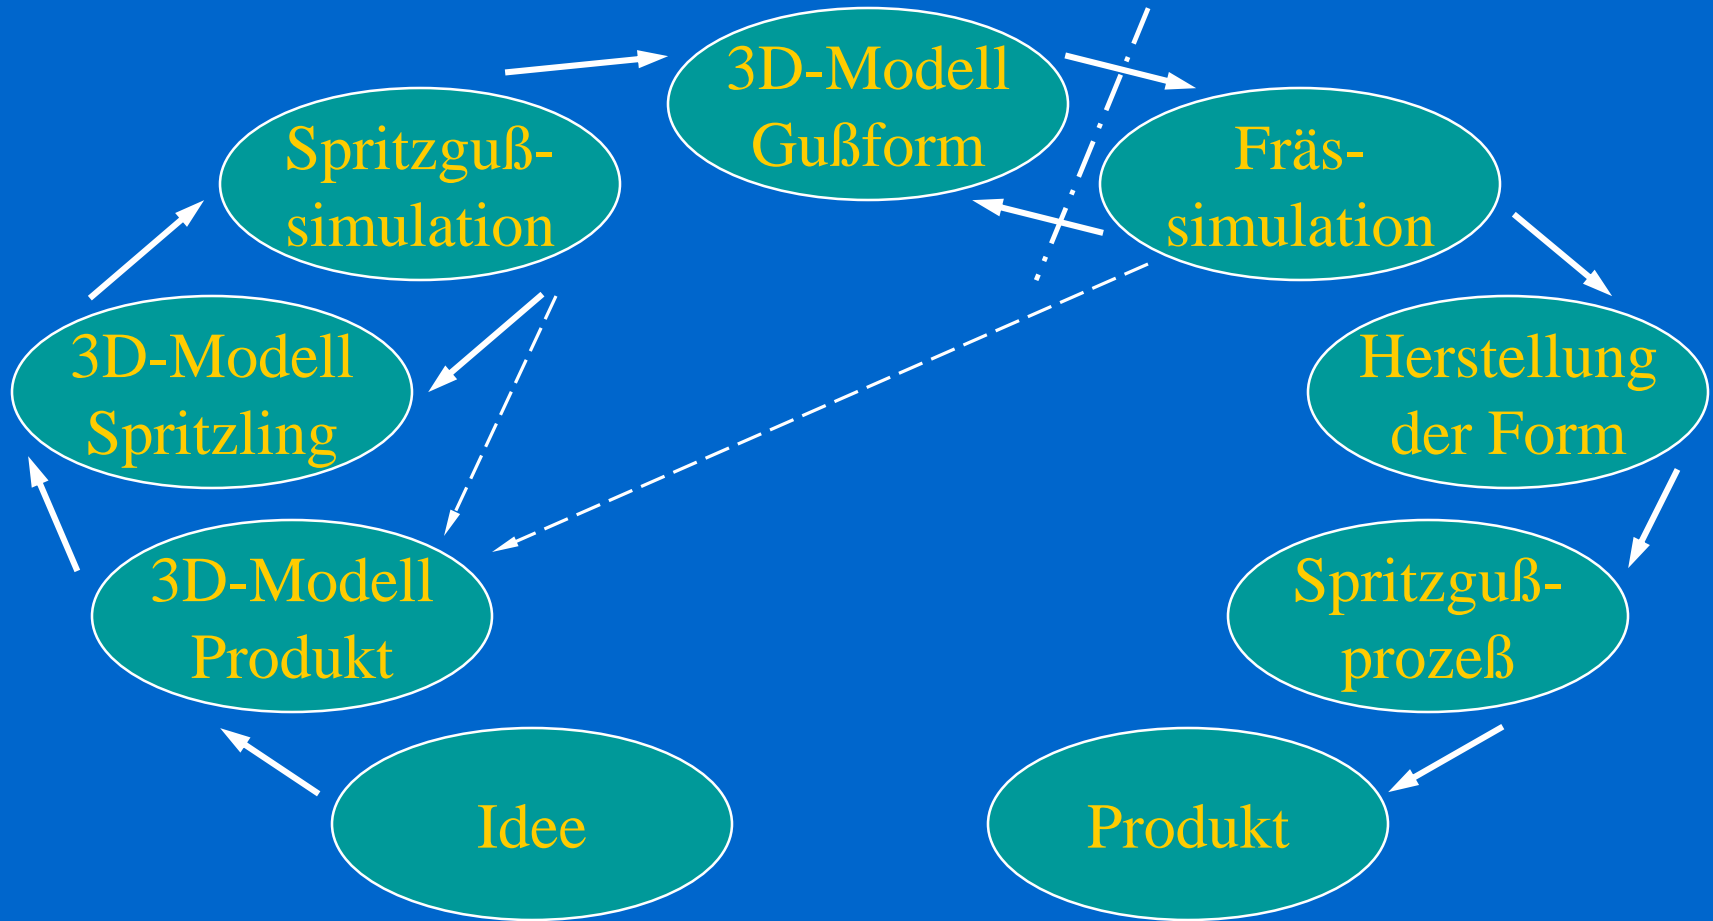 3D-Modell
Gußform
Spritzguß-
simulation
Fräs-
simulation
3D-Modell
Spritzling
Herstellung
der Form
3D-Modell
Produkt
Spritzguß-
prozeß
Idee
Produkt